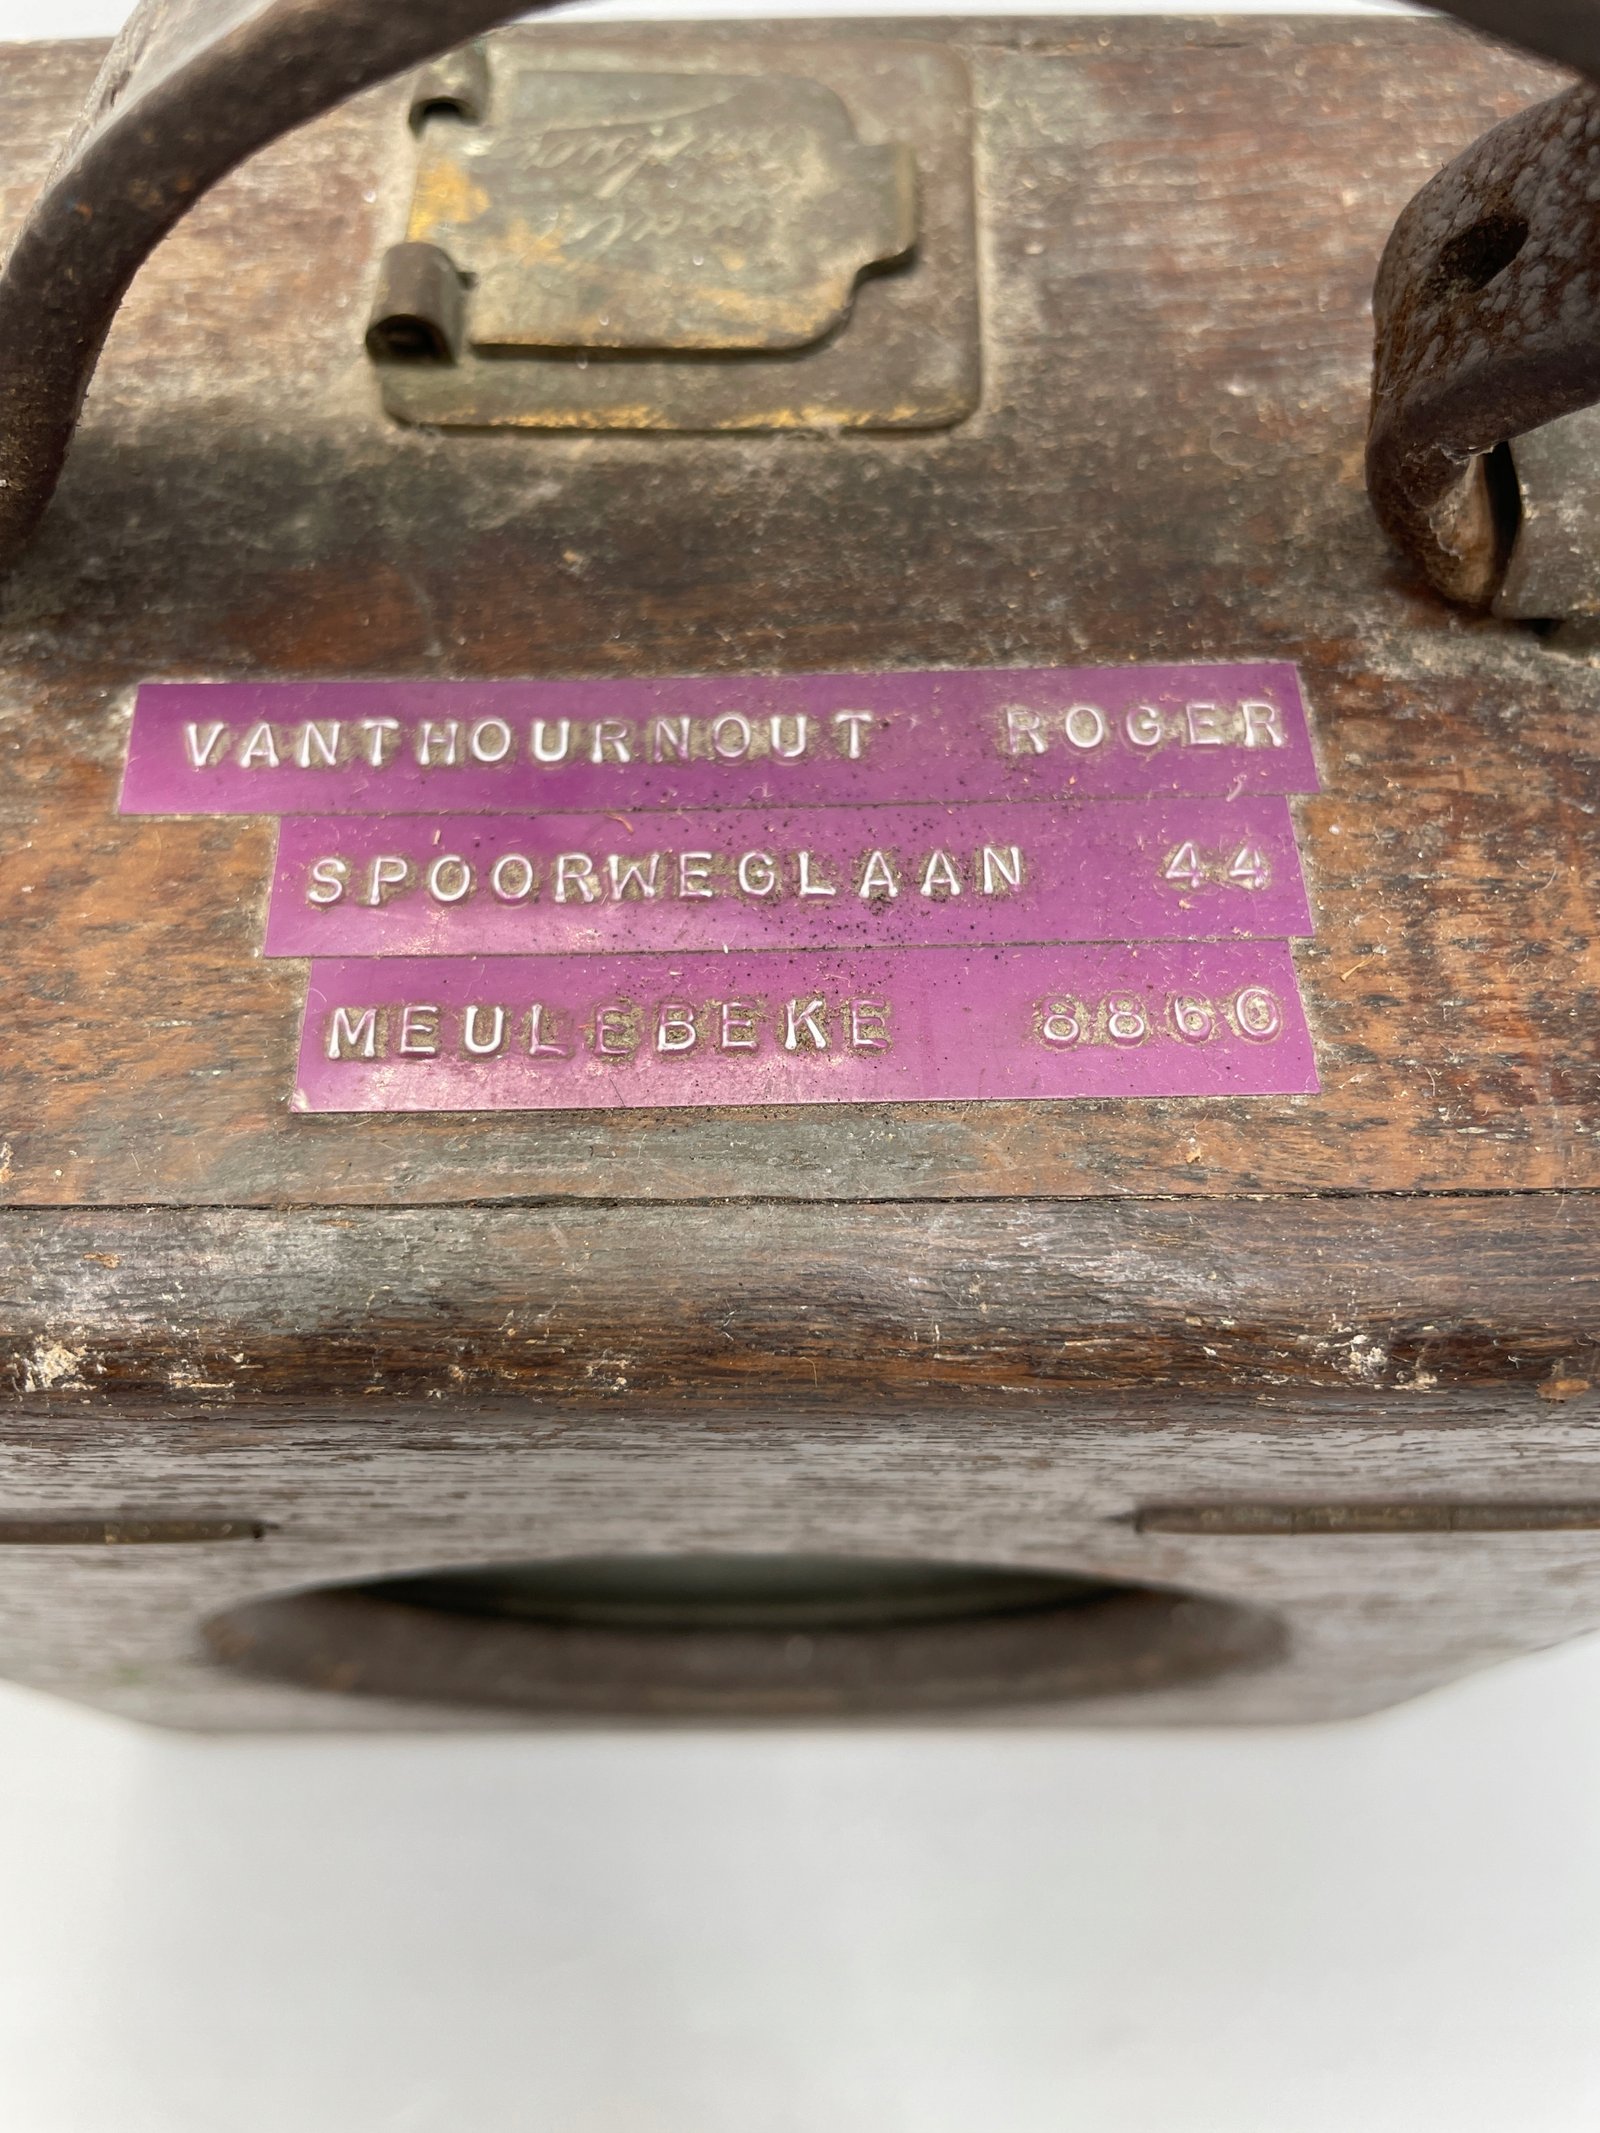 VANTHOURNOUT ROGER
SPOORWEGLAAN 44
MEULEBEKE 8860